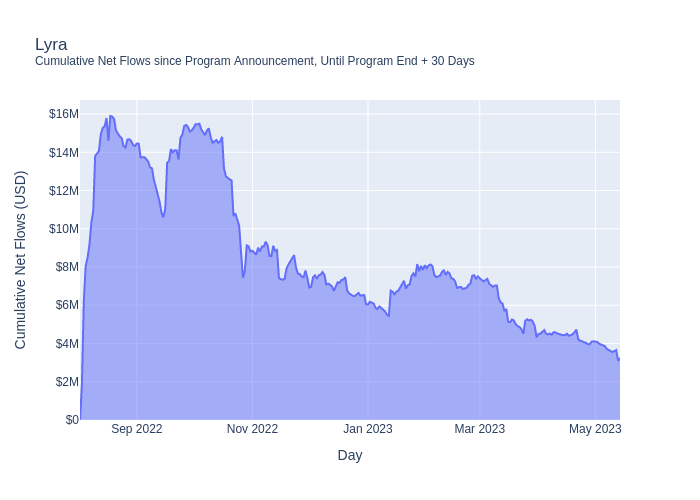 Lyra
Cumulative Net Flows since Program Announcement, Until Program End + 30 Days
$16M
$14M
$12M
$10M
$8M
$6M
$4M
$2M
$0
Cumulative Net Flows (USD)
Sep 2022 Nov 2022 Jan 2023 Mar 2023 May 2023
Day